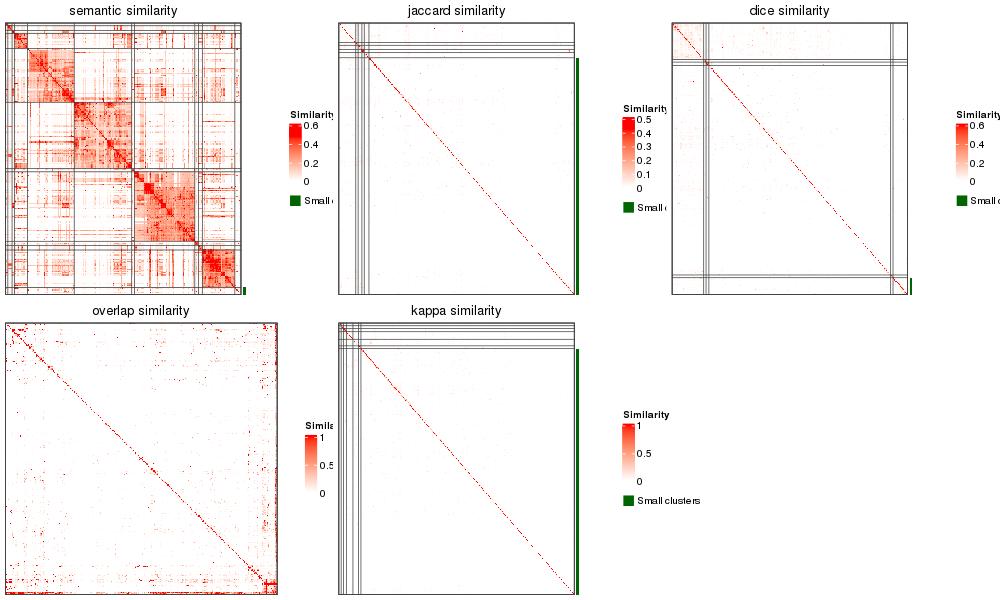 semantic similarity
jaccard similarity
dice similarity
Similarity
0.6
0.4
0.2
0
Small
Similarity
0.5
0.4
0.3
0.2
0.1
0
Small
Similarity
0.6
0.4
0.2
0
Small
overlap similarity
kappa similarity
Simila
1
0.5
0
Similarity
1
0.5
0
Small clusters